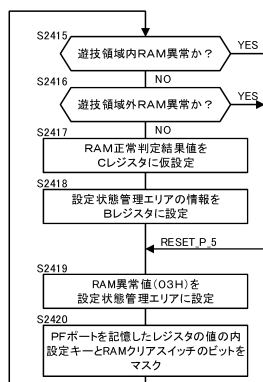 S2415
遊技領域内RAM異常か?
YES
NO
S2416
遊技領域外RAM異常か?
YES
NO
S2417
RAM正常判定結果値を
Cレジスタに仮設定
S2418
設定状態管理エリアの情報を
Bレジスタに設定
RESET_P_5
S2419
RAM異常値(03H)を
設定状態管理エリアに設定
S2420
PFポートを記憶したレジスタの値の内
設定キーとRAMクリアスイッチのビットを
マスク